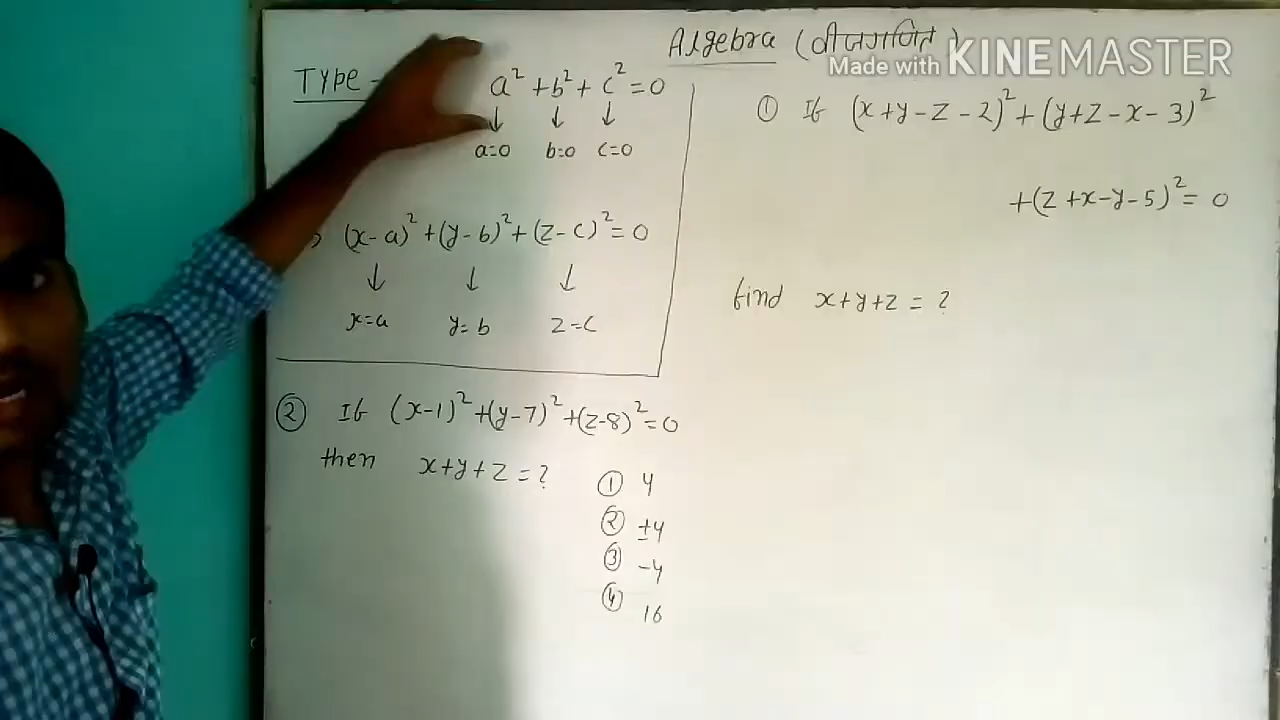 Algebra (बीजगणित)
Made with KINEMASTER
TYPE -
a² + b² + c² = 0
↓ ↓ ↓
a=0 b=0 c=0
(x-a)² + (y-b)² + (z-c)² = 0
↓ ↓ ↓
x=a y=b z=c
② If (x-1)² + (y-7)² + (z-8)² = 0
then x+y+z = ?
① 4
② ±4
③ -4
④ 16
① If (x+y-z-2)² + (y+z-x-3)²
+(z+x-y-5)² = 0
find x+y+z = ?